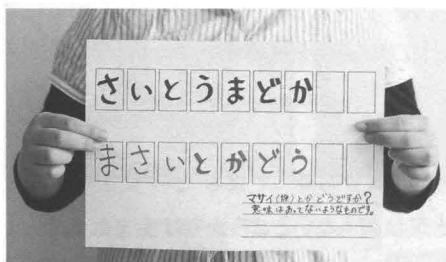 さいとうまどか
まさいとかどう
マサイ(族)とかどうですか?
意味はあってないようなものです。